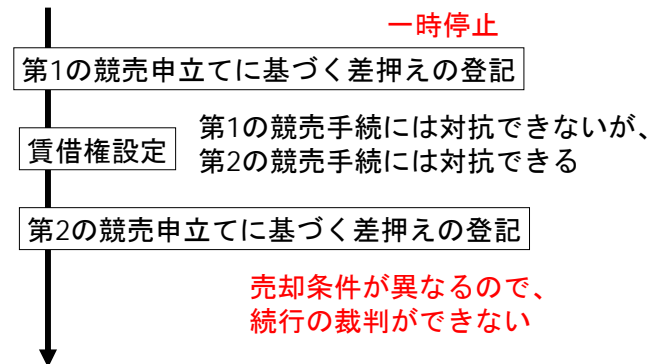 一時停止
第1の競売申立てに基づく差押えの登記
賃借権設定
第1の競売手続には対抗できないが、
第2の競売手続には対抗できる
第2の競売申立てに基づく差押えの登記
売却条件が異なるので、
続行の裁判ができない